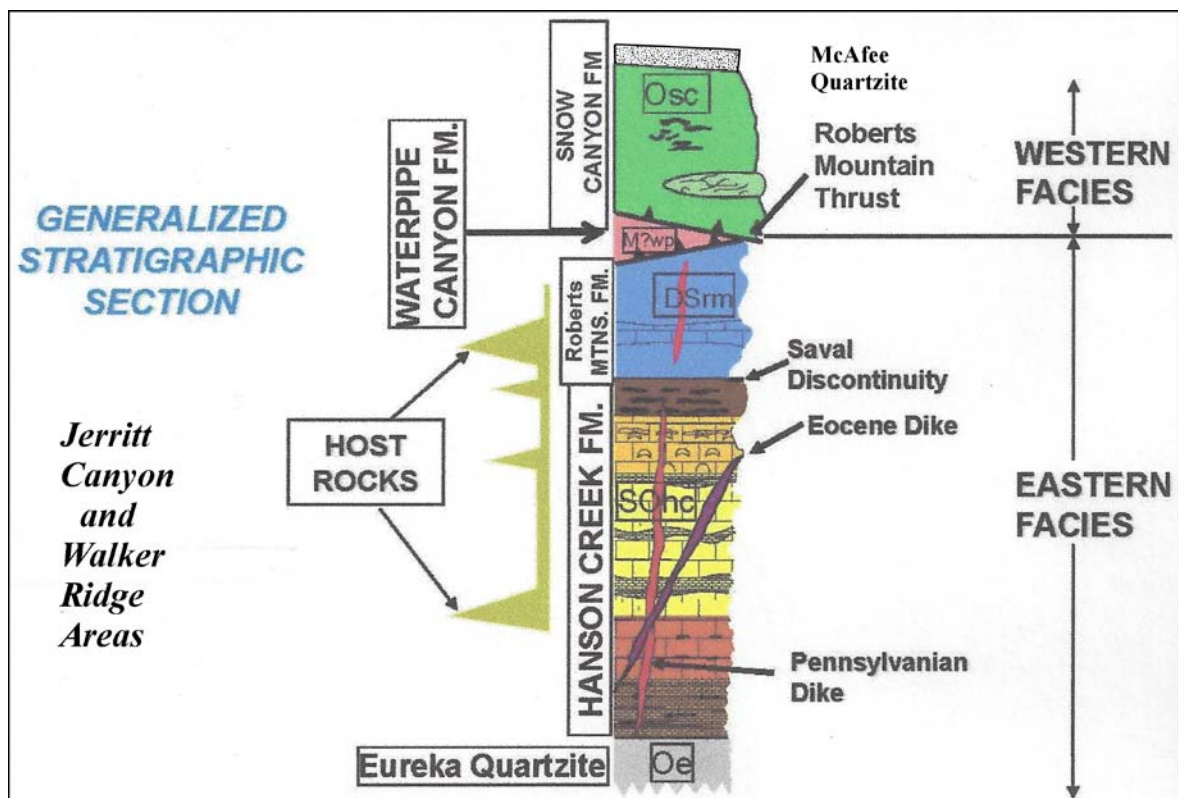 GENERALIZED
STRATIGRAPHIC
SECTION
Jerritt
Canyon
and
Walker
Ridge
Areas
HOST
ROCKS
WATERPIPE
CANYON FM.
SNOW
CANYON FM
Roberts
MTNS. FM.
HANSON CREEK FM.
Eureka Quartzite
Osc
M?wp
DSrm
SOhc
Oe
McAfee
Quartzite
Roberts
Mountain
Thrust
Saval
Discontinuity
Eocene Dike
Pennsylvanian
Dike
WESTERN
FACIES
EASTERN
FACIES